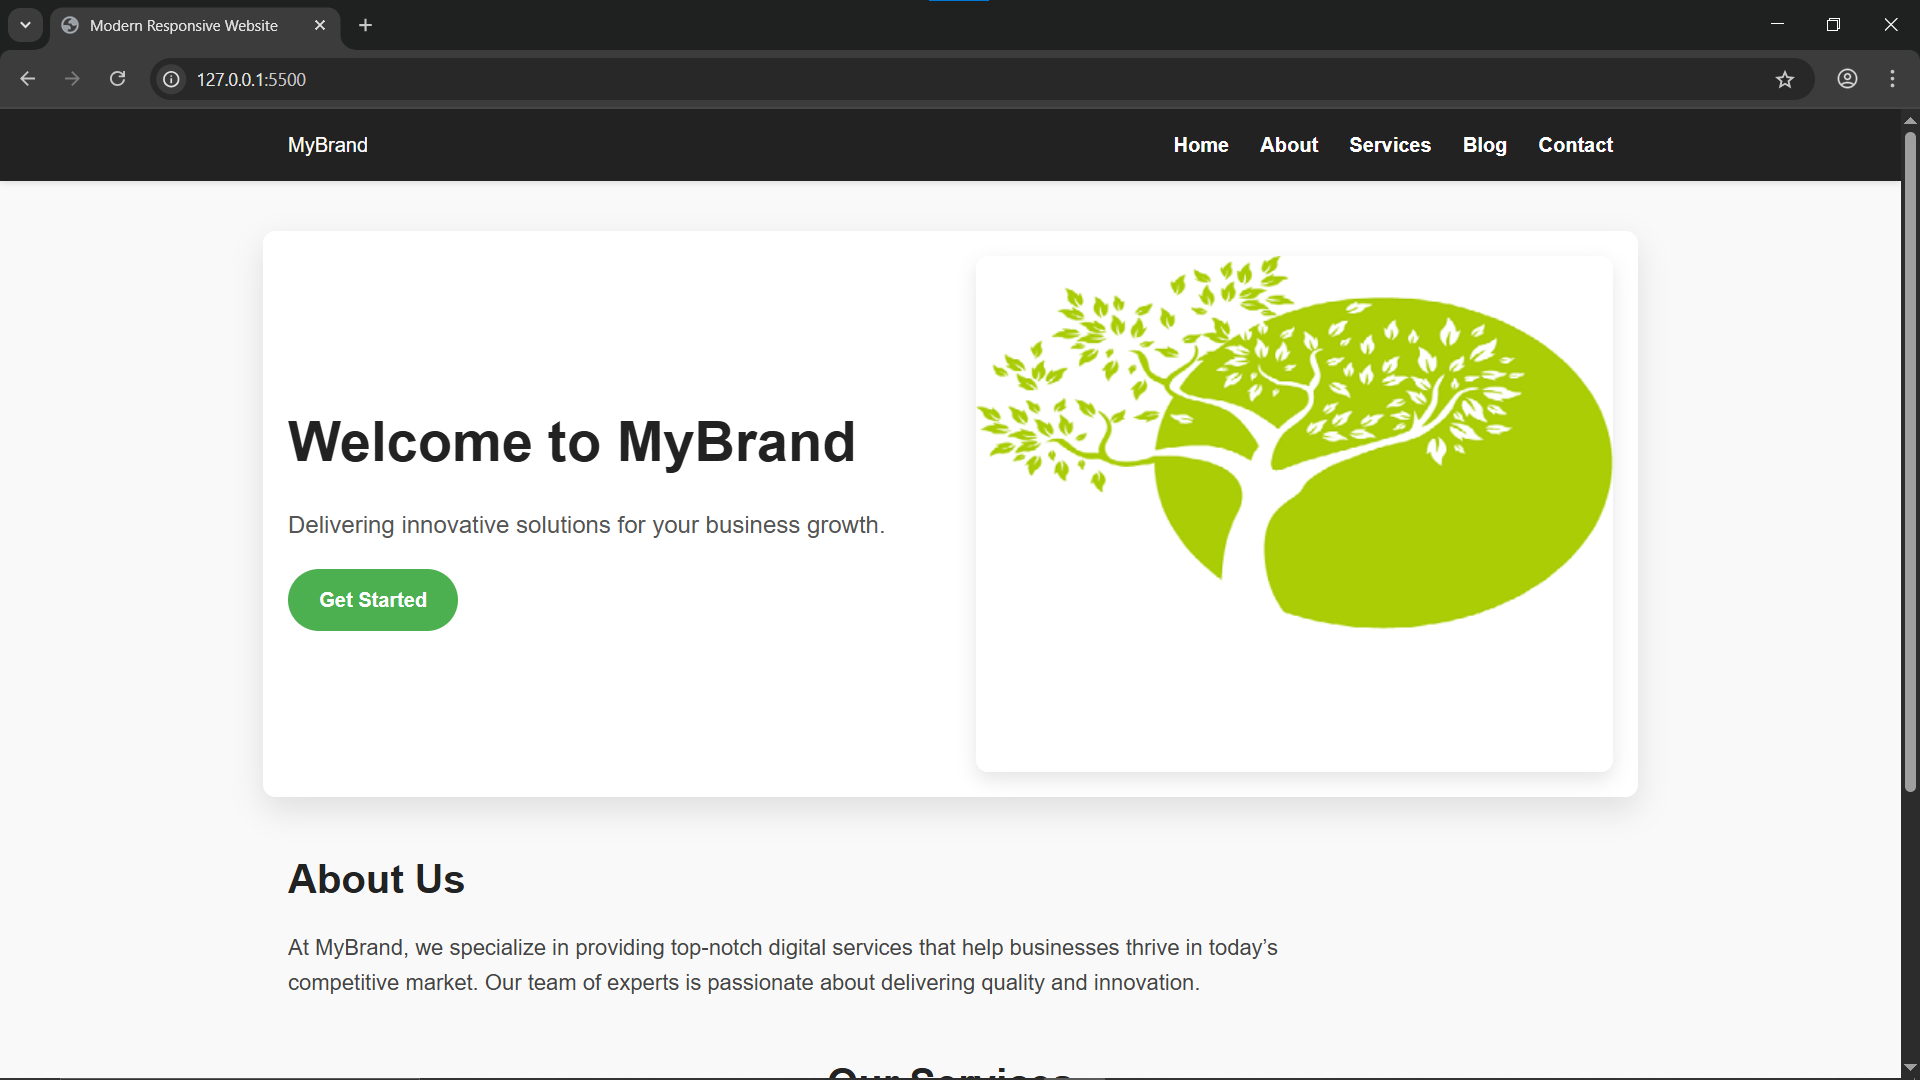 Modern Responsive Website
127.0.0.1:5500
MyBrand
Home About Services Blog Contact
Welcome to MyBrand
Delivering innovative solutions for your business growth.
Get Started
About Us
At MyBrand, we specialize in providing top-notch digital services that help businesses thrive in today’s
competitive market. Our team of experts is passionate about delivering quality and innovation.
Our Services